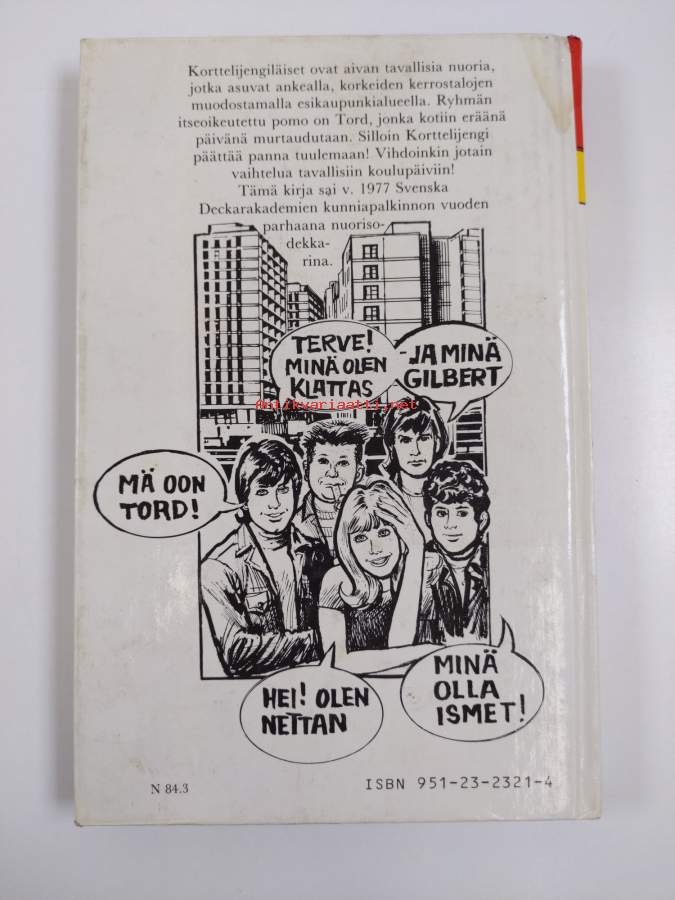 Korttelijengiläiset ovat aivan tavallisia nuoria,
jotka asuvat ankealla, korkeiden kerrostalojen
muodostamalla esikaupunkialueella. Ryhmän
itseoikeutettu pomo on Tord, jonka kotiin eräänä
päivänä murtaudutaan. Silloin Korttelijengi
päättää panna tuulemaan! Vihdoinkin jotain
vaihtelua tavallisiin koulupäiviin!
Tämä kirja sai v. 1977 Svenska
Deckarakademien kunniapalkinnon vuoden
parhaana nuoriso-
dekka-
rina.
TERVE!
MINÄ OLEN
KLATTAS
JA MINÄ
GILBERT
Antikvariaatti.net
MÄ OON
TORD!
HEI! OLEN
NETTAN
MINÄ
OLLA
ISMET!
N 84.3
ISBN 951-23-2321-4